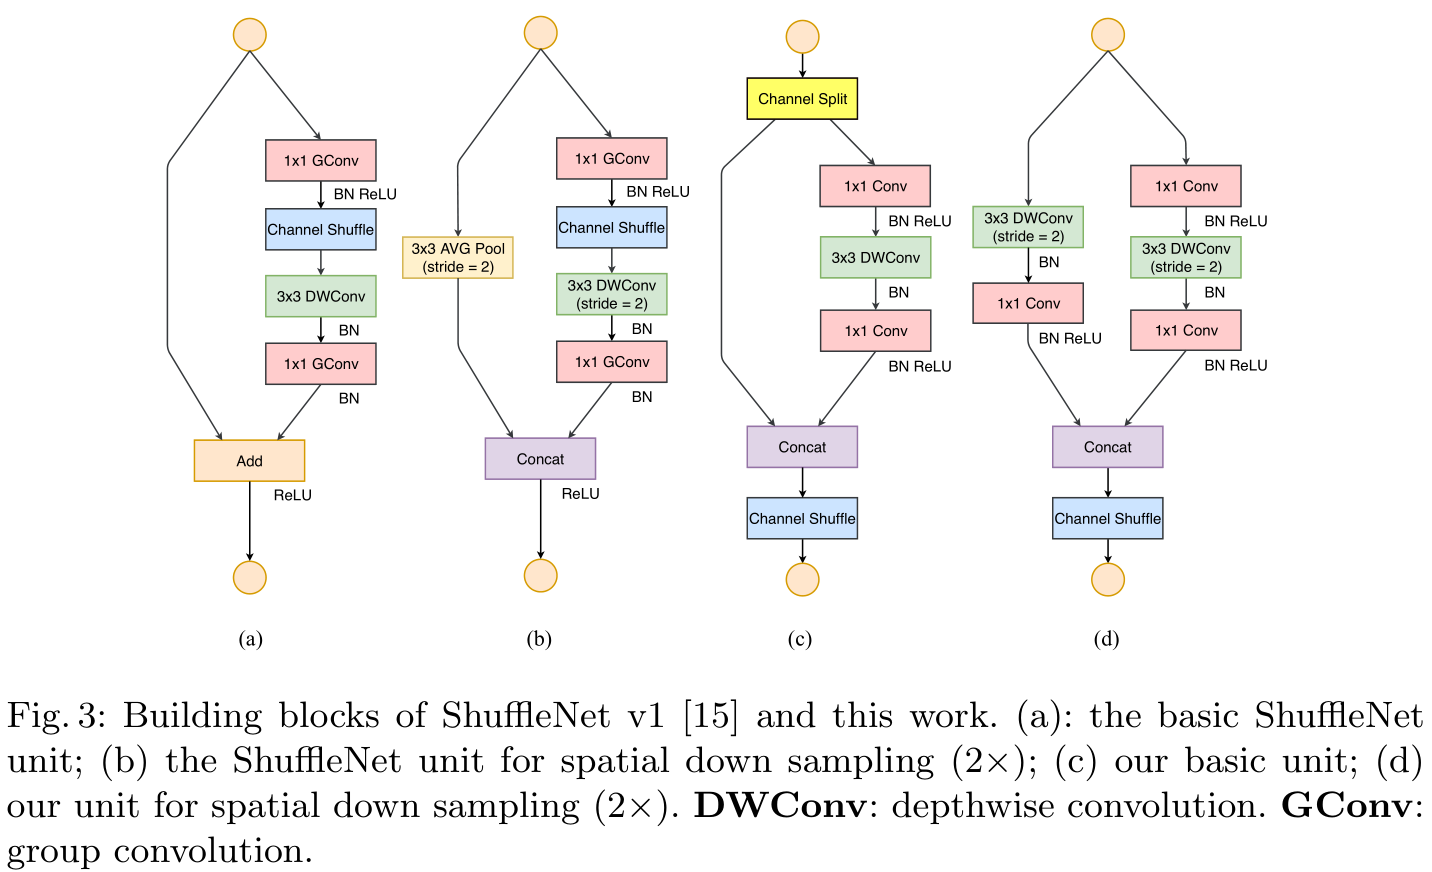 1x1 GConv
BN ReLU
Channel Shuffle
3x3 DWConv
BN
1x1 GConv
BN
Add
ReLU
(a)
3x3 AVG Pool
(stride = 2)
1x1 GConv
BN ReLU
Channel Shuffle
3x3 DWConv
(stride = 2)
BN
1x1 GConv
BN
Concat
ReLU
(b)
Channel Split
1x1 Conv
BN ReLU
3x3 DWConv
BN
1x1 Conv
BN ReLU
Concat
Channel Shuffle
(c)
3x3 DWConv
(stride = 2)
BN
1x1 Conv
BN ReLU
1x1 Conv
BN ReLU
3x3 DWConv
(stride = 2)
BN
1x1 Conv
BN ReLU
Concat
Channel Shuffle
(d)
Fig. 3: Building blocks of ShuffleNet v1 [15] and this work. (a): the basic ShuffleNet
unit; (b) the ShuffleNet unit for spatial down sampling (2×); (c) our basic unit; (d)
our unit for spatial down sampling (2×). DWConv: depthwise convolution. GConv:
group convolution.